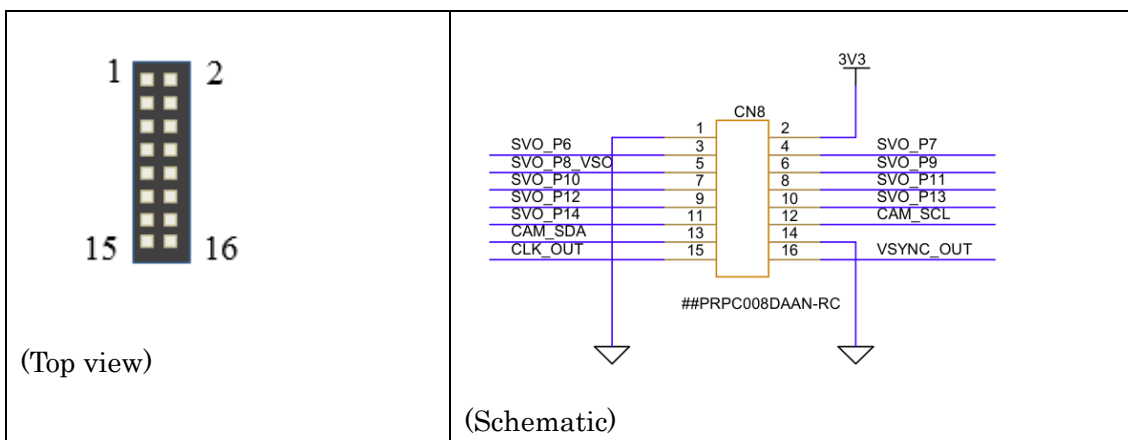 1 2
15 16
(Top view)
3V3
CN8
1 2
SVO_P6 3 4 SVO_P7
SVO_P8_VSO 5 6 SVO_P9
SVO_P10 7 8 SVO_P11
SVO_P12 9 10 SVO_P13
SVO_P14 11 12 CAM_SCL
CAM_SDA 13 14
CLK_OUT 15 16 VSYNC_OUT
##PRPC008DAAN-RC
(Schematic)